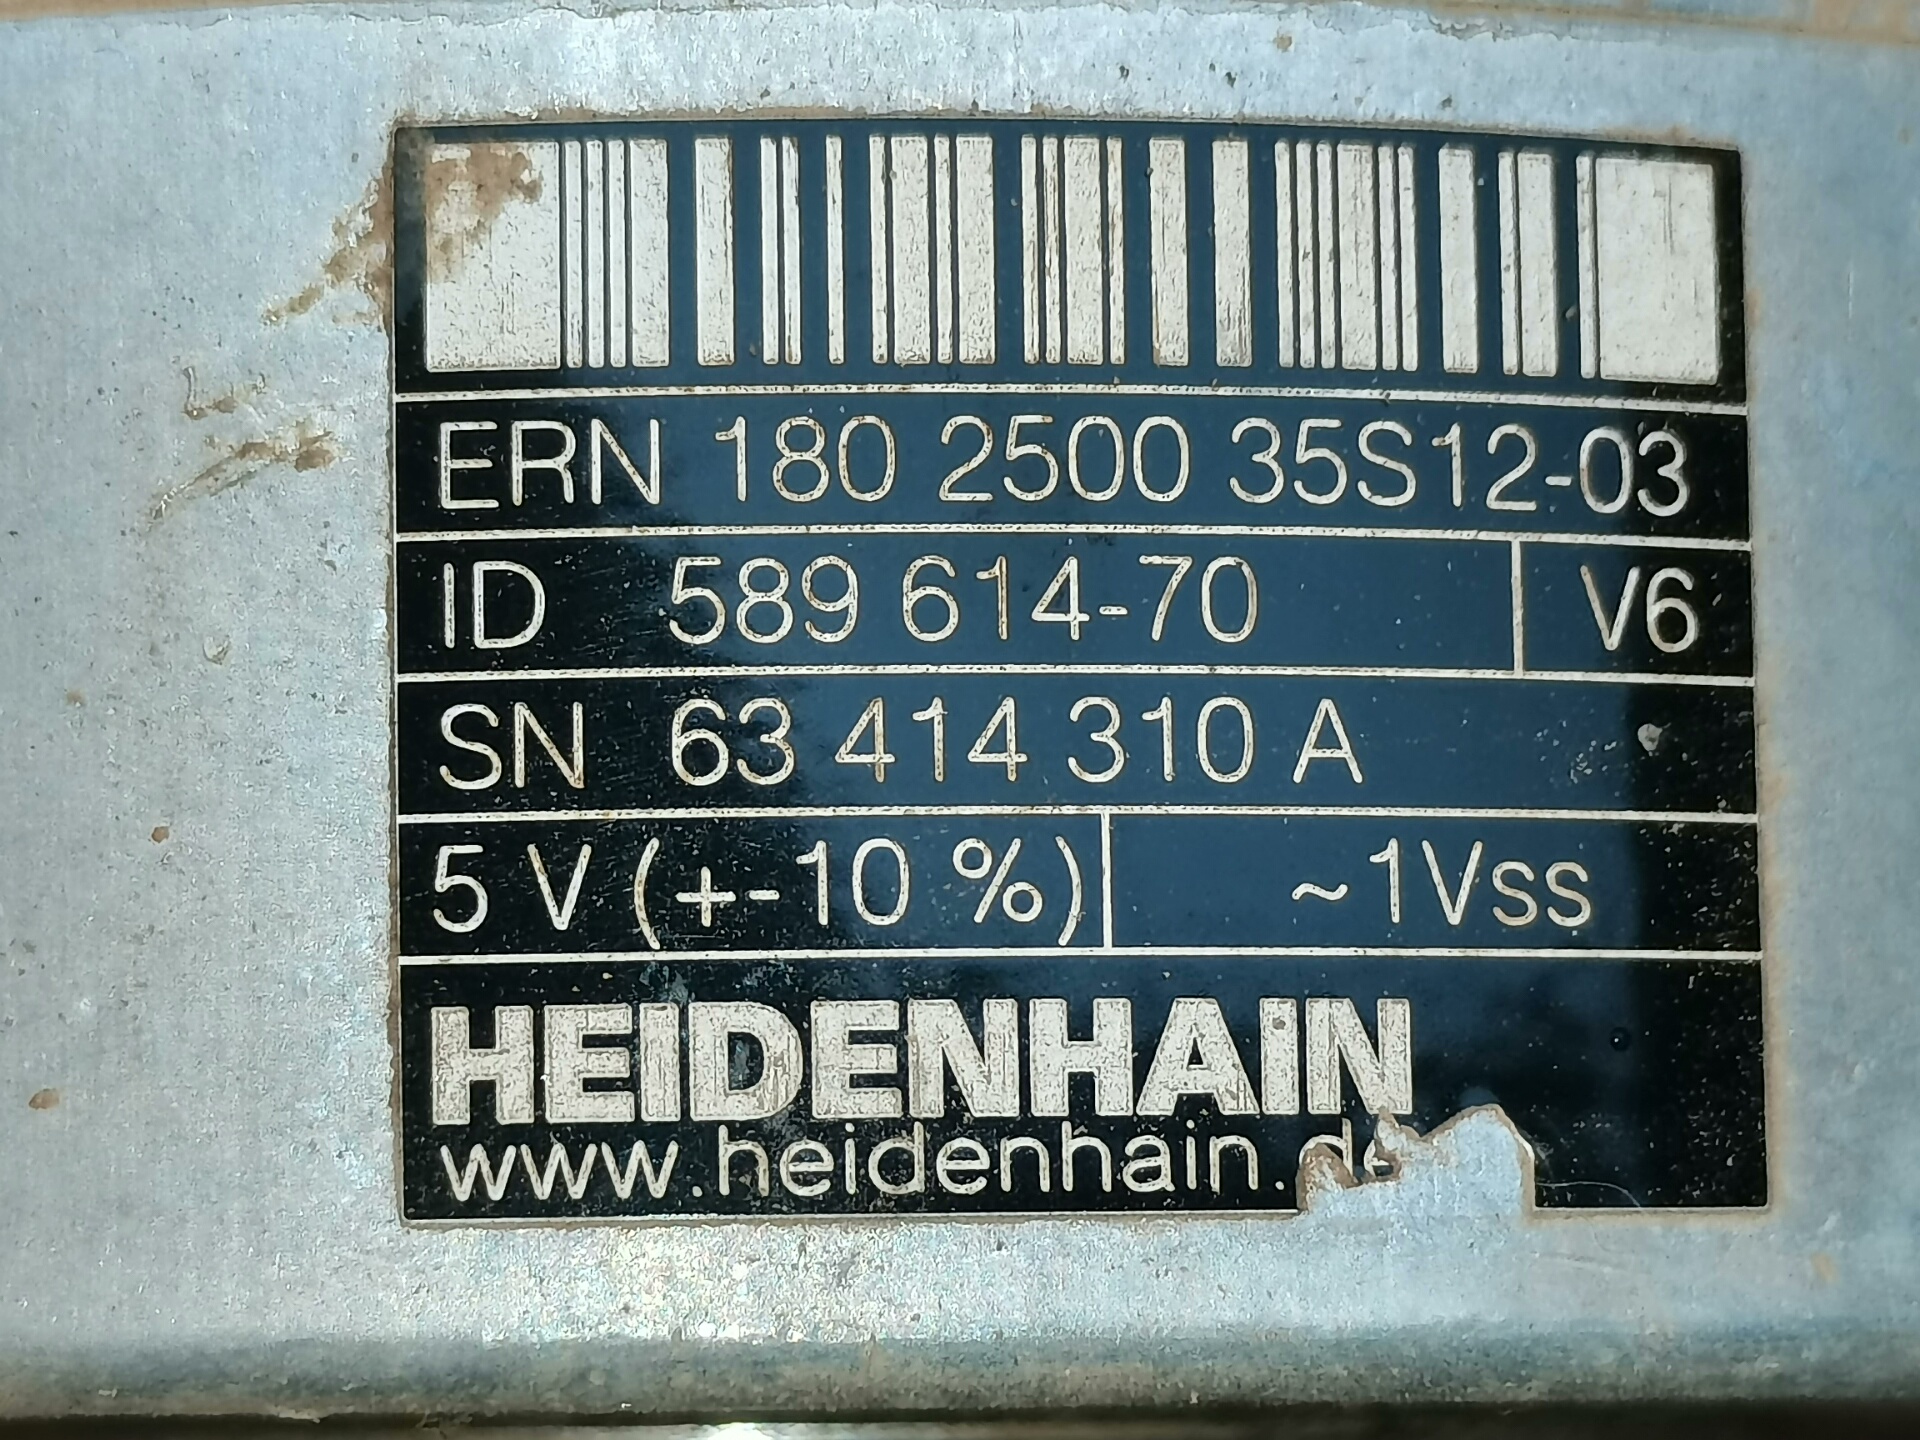 ERN 180 2500 35S12-03
ID 589 614-70 V6
SN 63 414 310 A
5 V (+-10 %) ~1Vss
HEIDENHAIN
www.heidenhain.de